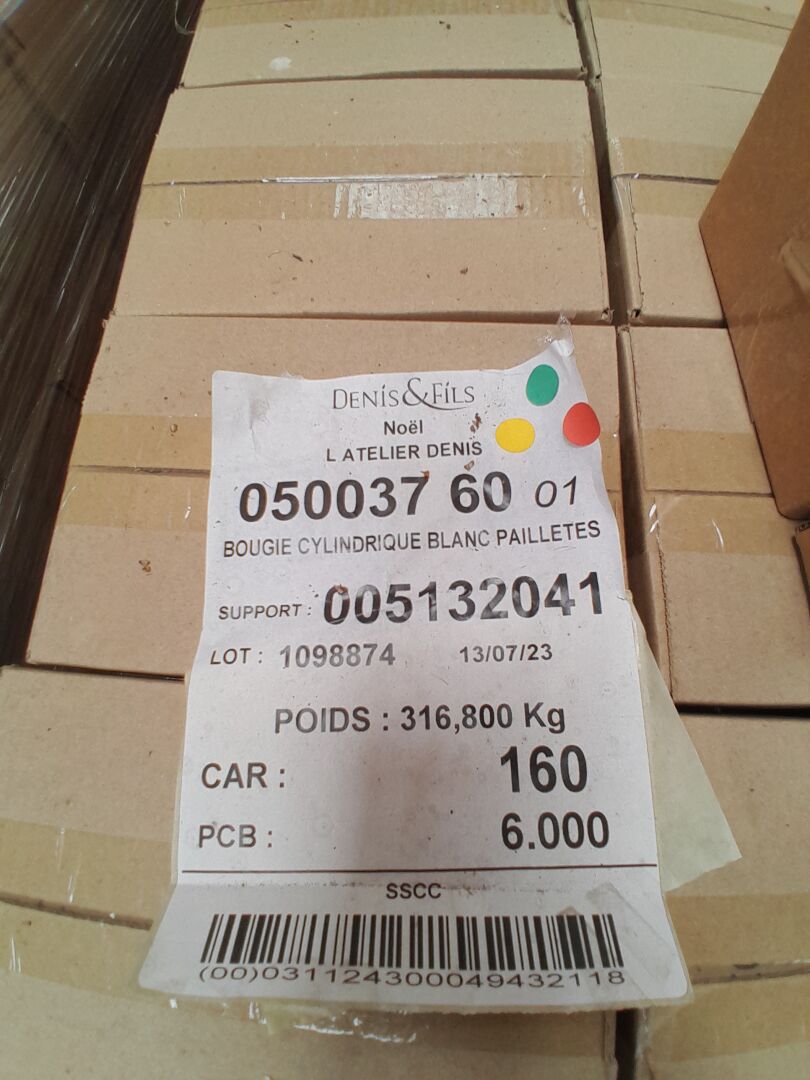 DENIS&FILS
Noël
L ATELIER DENIS
050037 60 01
BOUGIE CYLINDRIQUE BLANC PAILLETES
SUPPORT : 005132041
LOT : 1098874 13/07/23
POIDS : 316,800 Kg
CAR : 160
PCB : 6.000
SSCC
(00)031124300049432118